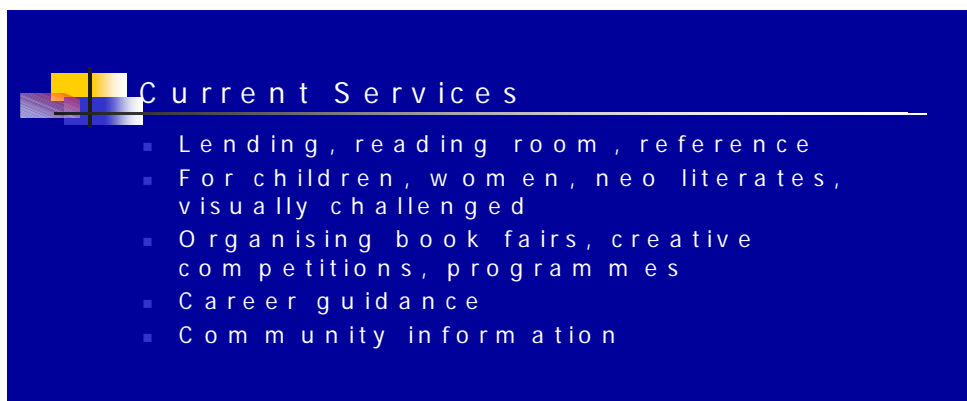 Current Services
Lending, reading room, reference
For children, women, neo literates,
visually challenged
Organising book fairs, creative
competitions, programmes
Career guidance
Community information